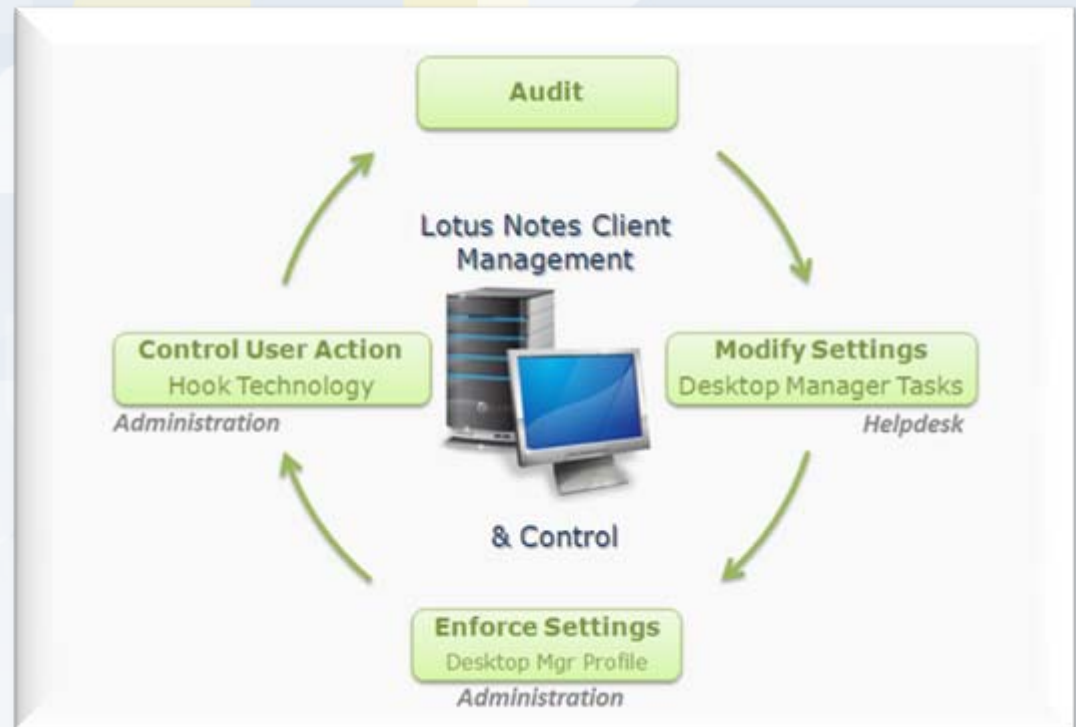 Audit
Lotus Notes Client
Management
Control User Action
Hook Technology
Administration
Modify Settings
Desktop Manager Tasks
Helpdesk
& Control
Enforce Settings
Desktop Mgr Profile
Administration